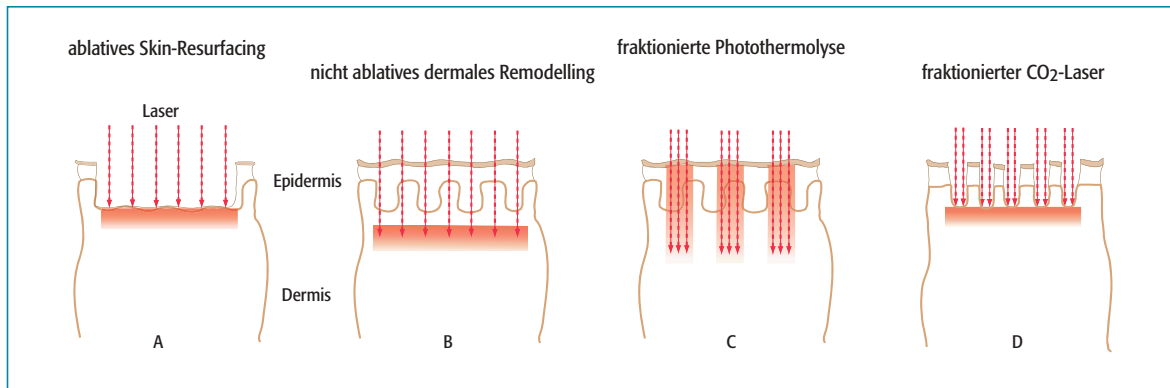 ablatives Skin-Resurfacing
nicht ablatives dermales Remodelling
fraktionierte Photothermolyse
fraktionierter CO2-Laser
Laser
Epidermis
Dermis
A
B
C
D